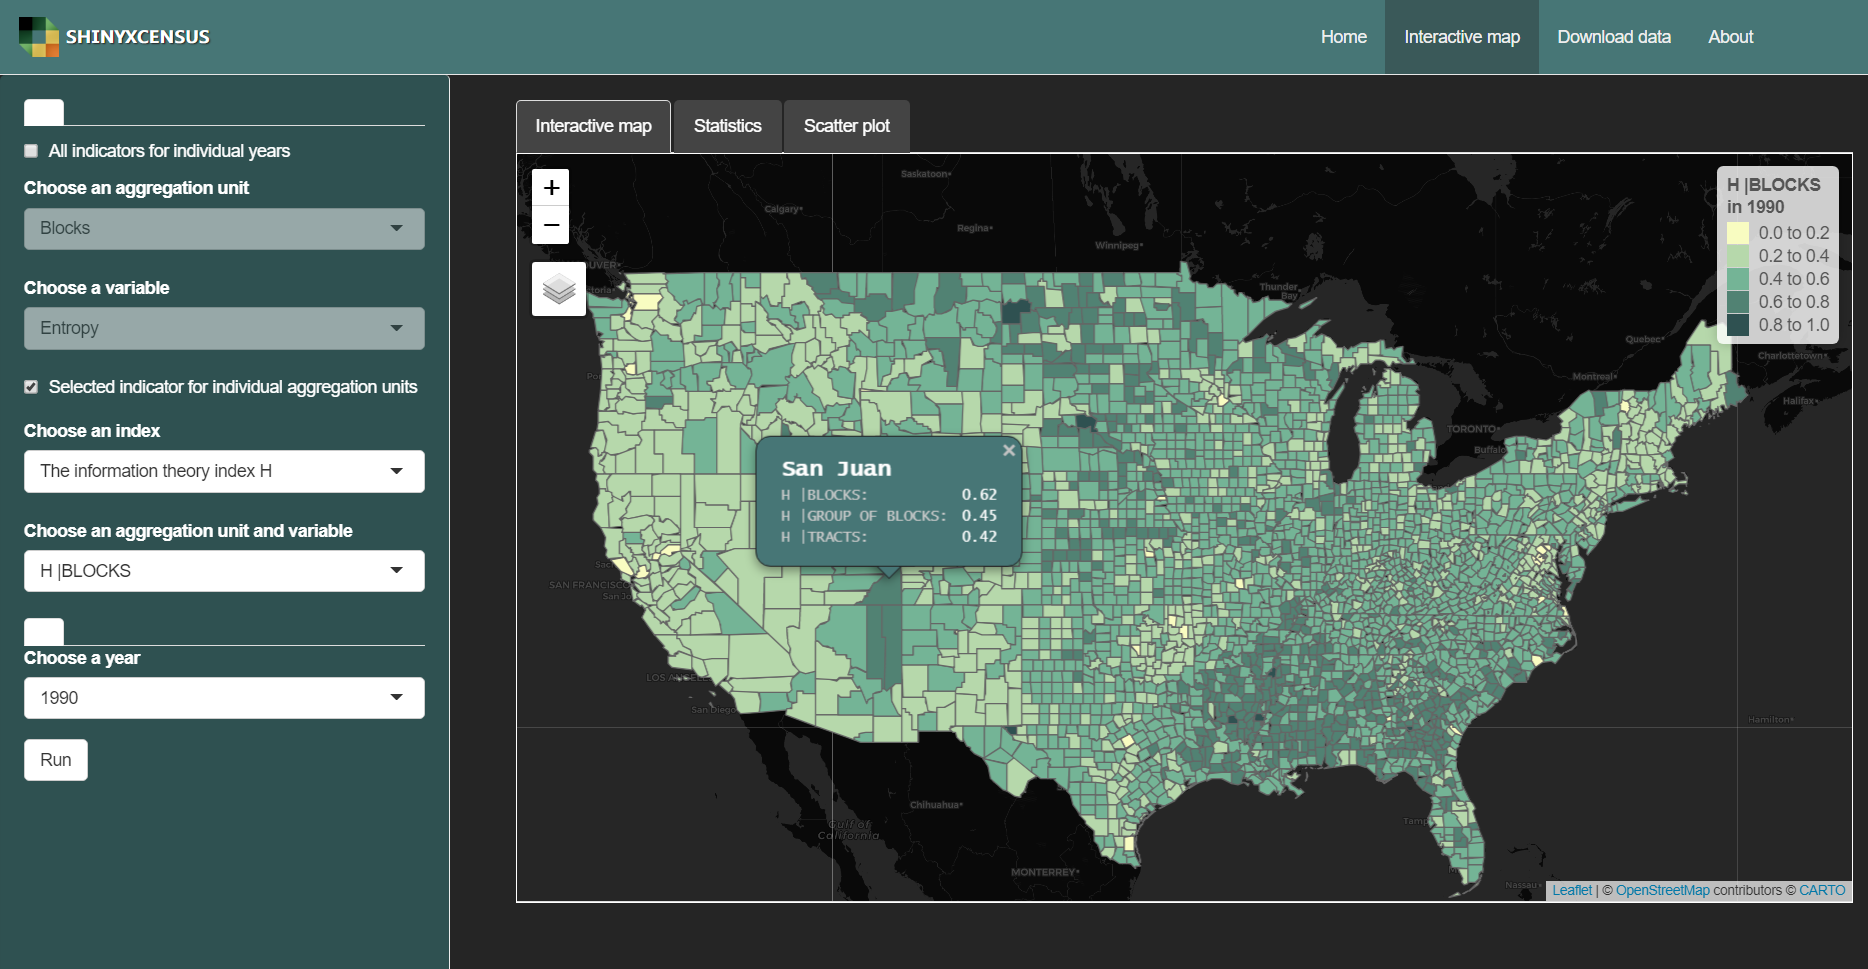 SHINYXCENSUS
Home
Interactive map
Download data
About
All indicators for individual years
Choose an aggregation unit
Blocks
Choose a variable
Entropy
Selected indicator for individual aggregation units
Choose an index
The information theory index H
Choose an aggregation unit and variable
H |BLOCKS
Choose a year
1990
Run
Interactive map
Statistics
Scatter plot
+
−
H |BLOCKS
in 1990
0.0 to 0.2
0.2 to 0.4
0.4 to 0.6
0.6 to 0.8
0.8 to 1.0
Saskatoon
Calgary
Regina
Winnipeg
Thunder
Bay
Quebec
Charlottetown
Montreal
Halifax
TORONTO
Buffalo
×
San Juan
H |BLOCKS: 0.62
H |GROUP OF BLOCKS: 0.45
H |TRACTS: 0.42
SAN FRANCISCO
San Jo
LOS ANGELES
San Diego
Hamilton
Chihuahua
Gulf of
California
Tamp
MONTERREY
Nassau
Leaflet | © OpenStreetMap contributors © CARTO